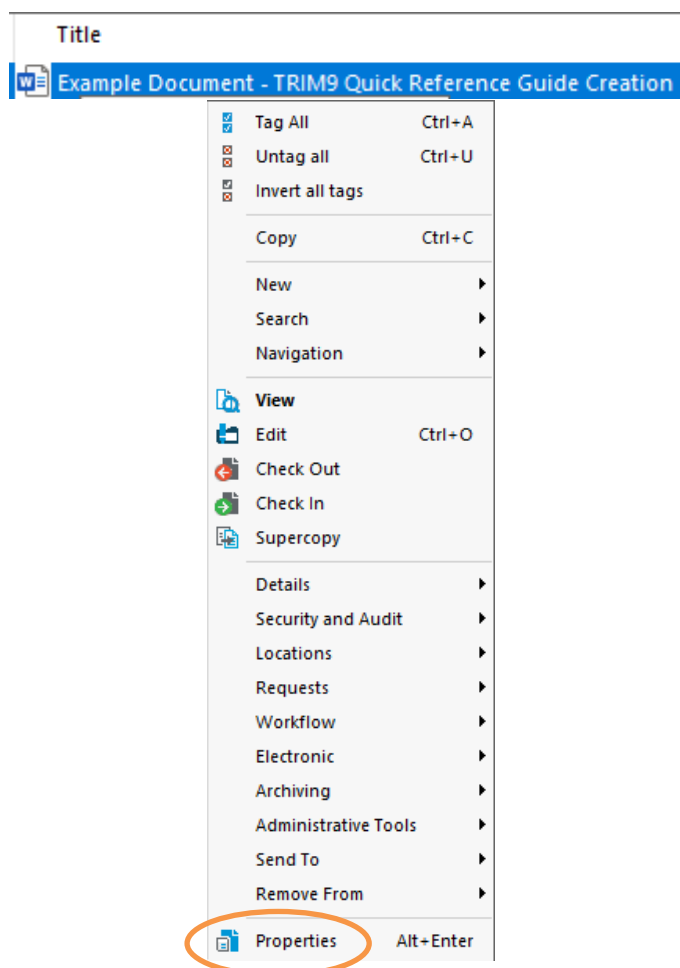 Title
Example Document - TRIM9 Quick Reference Guide Creation
Tag All Ctrl+A
Untag all Ctrl+U
Invert all tags
Copy Ctrl+C
New
Search
Navigation
View
Edit Ctrl+O
Check Out
Check In
Supercopy
Details
Security and Audit
Locations
Requests
Workflow
Electronic
Archiving
Administrative Tools
Send To
Remove From
Properties Alt+Enter